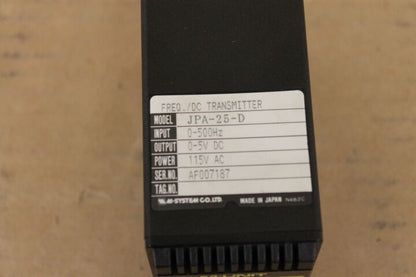 FREQ./DC TRANSMITTER
MODEL JPA-25-D
INPUT 0-500Hz
OUTPUT 0-5V DC
POWER 115V AC
SER.NO. AF007187
TAG.NO.
M-SYSTEM CO.,LTD MADE IN JAPAN